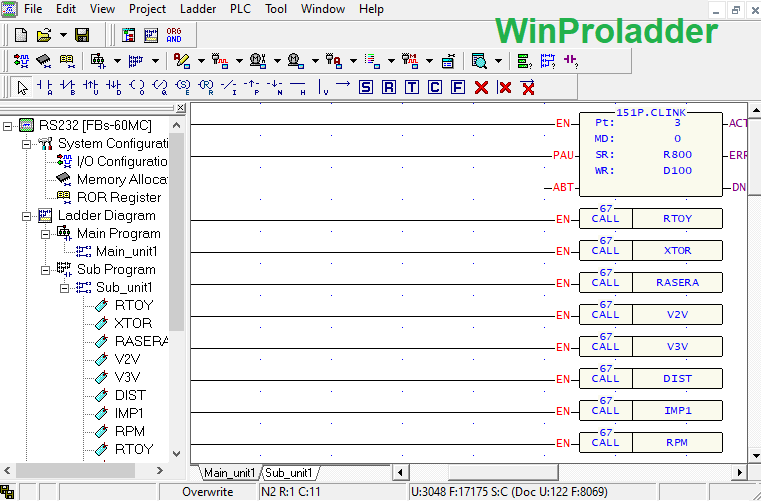 File Edit View Project Ladder PLC Tool Window Help
WinProladder
ORG
AND
A B U D O Q E S R I P N H V S R T C F
RS232 [FBs-60MC]
System Configurati
I/O Configuratio
Memory Allocat
ROR Register
Ladder Diagram
Main Program
Main_unit1
Sub Program
Sub_unit1
RTOY
XTOR
RASERA
V2V
V3V
DIST
IMP1
RPM
RTOY
151P.CLINK
EN Pt: 3 ACT
MD: 0
PAU SR: R800 ERR
WR: D100
ABT DN
67
EN CALL RTOY
67
EN CALL XTOR
67
EN CALL RASERA
67
EN CALL V2V
67
EN CALL V3V
67
EN CALL DIST
67
EN CALL IMP1
67
EN CALL RPM
Main_unit1 Sub_unit1
Overwrite N2 R:1 C:11 U:3048 F:17175 S:C (Doc U:122 F:8069)